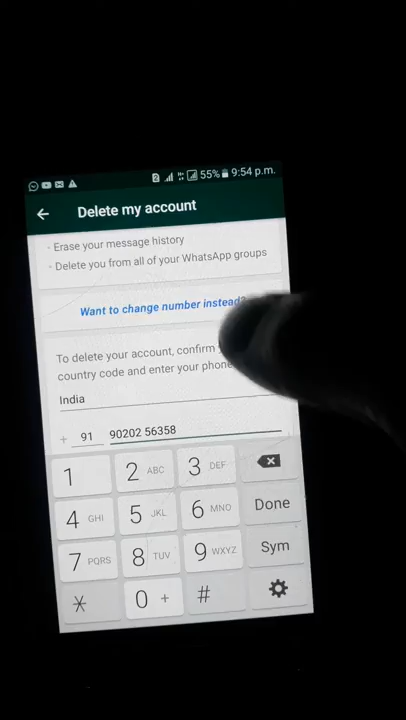 2 55% 9:54 p.m.
Delete my account
- Erase your message history
- Delete you from all of your WhatsApp groups
Want to change number instead?
To delete your account, confirm
country code and enter your phone
India
+ 91 90202 56358
1 2 ABC 3 DEF
4 GHI 5 JKL 6 MNO Done
7 PQRS 8 TUV 9 WXYZ Sym
* 0 + #